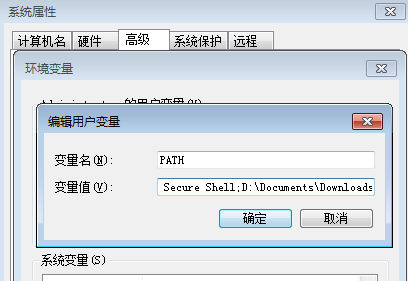 系统属性
计算机名 硬件 高级 系统保护 远程
环境变量
的用户变量(U)
编辑用户变量
变量名(N): PATH
变量值(V): Secure Shell;D:\Documents\Downloads
确定 取消
系统变量(S)